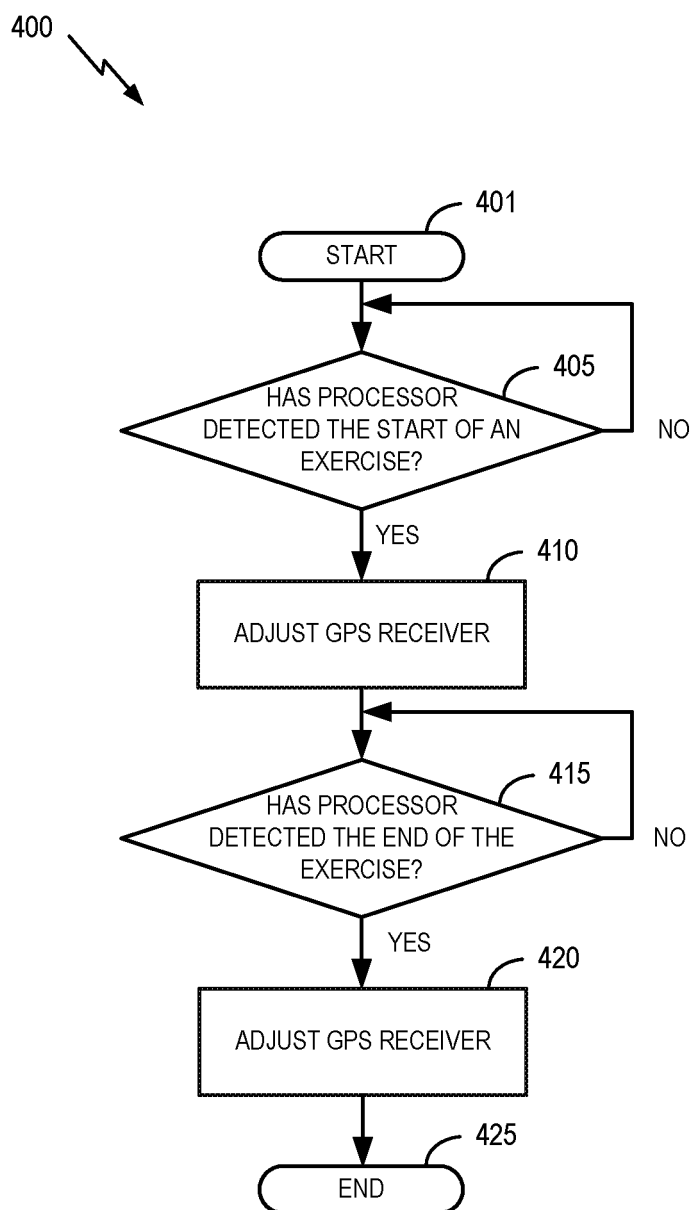 400
401
START
405
HAS PROCESSOR
DETECTED THE START OF AN
EXERCISE?
NO
YES
410
ADJUST GPS RECEIVER
415
HAS PROCESSOR
DETECTED THE END OF THE
EXERCISE?
NO
YES
420
ADJUST GPS RECEIVER
425
END